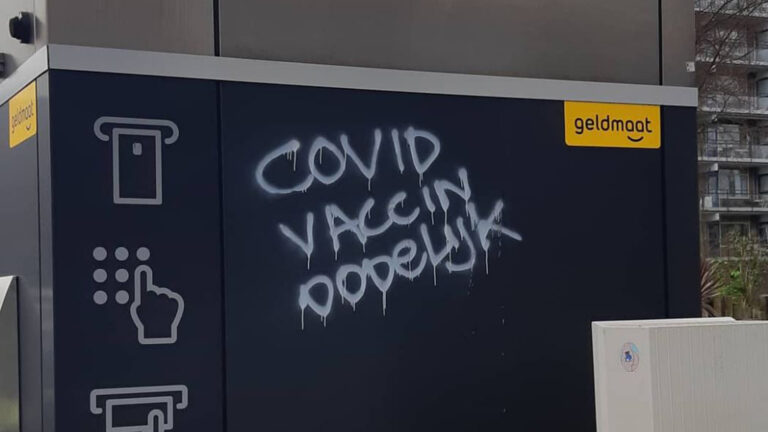 geldmaat
geldmaat
COVID
VACCIN
DODELIJK